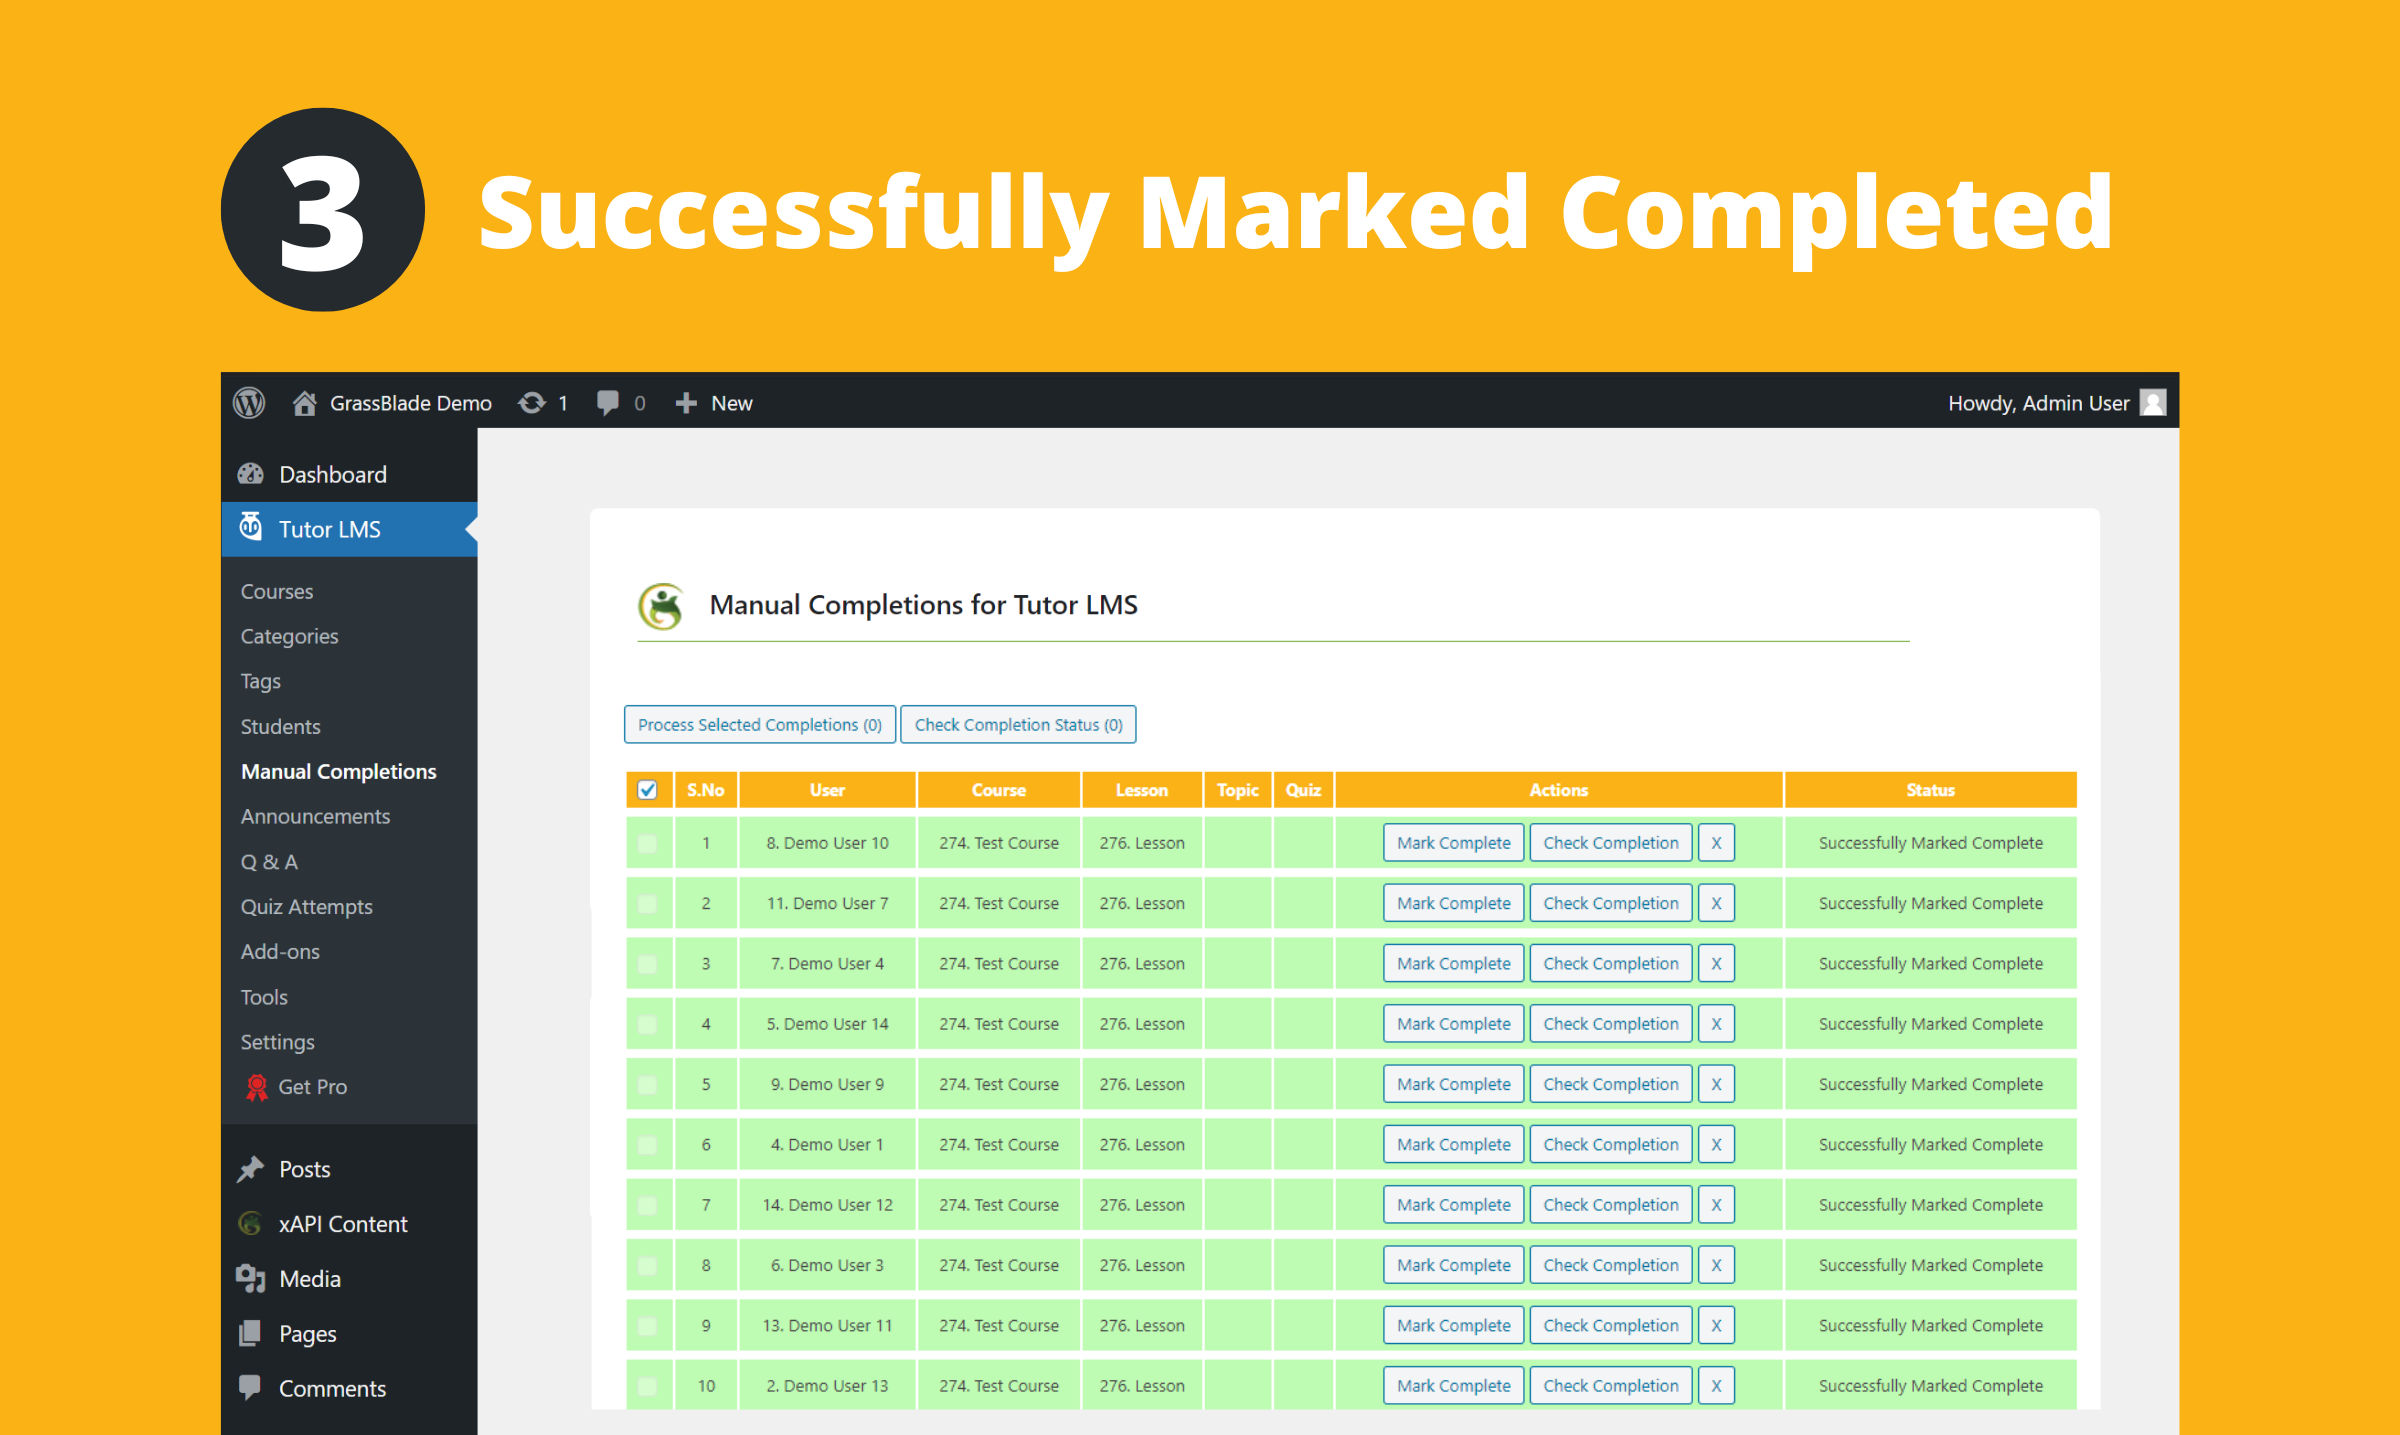 3 Successfully Marked Completed
GrassBlade Demo 1 0 New Howdy, Admin User
Dashboard
Tutor LMS
Courses
Categories
Tags
Students
Manual Completions
Announcements
Q & A
Quiz Attempts
Add-ons
Tools
Settings
Get Pro
Posts
xAPI Content
Media
Pages
Comments
Manual Completions for Tutor LMS
Process Selected Completions (0) Check Completion Status (0)
S.No User Course Lesson Topic Quiz Actions Status
1 8. Demo User 10 274. Test Course 276. Lesson Mark Complete Check Completion X Successfully Marked Complete
2 11. Demo User 7 274. Test Course 276. Lesson Mark Complete Check Completion X Successfully Marked Complete
3 7. Demo User 4 274. Test Course 276. Lesson Mark Complete Check Completion X Successfully Marked Complete
4 5. Demo User 14 274. Test Course 276. Lesson Mark Complete Check Completion X Successfully Marked Complete
5 9. Demo User 9 274. Test Course 276. Lesson Mark Complete Check Completion X Successfully Marked Complete
6 4. Demo User 1 274. Test Course 276. Lesson Mark Complete Check Completion X Successfully Marked Complete
7 14. Demo User 12 274. Test Course 276. Lesson Mark Complete Check Completion X Successfully Marked Complete
8 6. Demo User 3 274. Test Course 276. Lesson Mark Complete Check Completion X Successfully Marked Complete
9 13. Demo User 11 274. Test Course 276. Lesson Mark Complete Check Completion X Successfully Marked Complete
10 2. Demo User 13 274. Test Course 276. Lesson Mark Complete Check Completion X Successfully Marked Complete